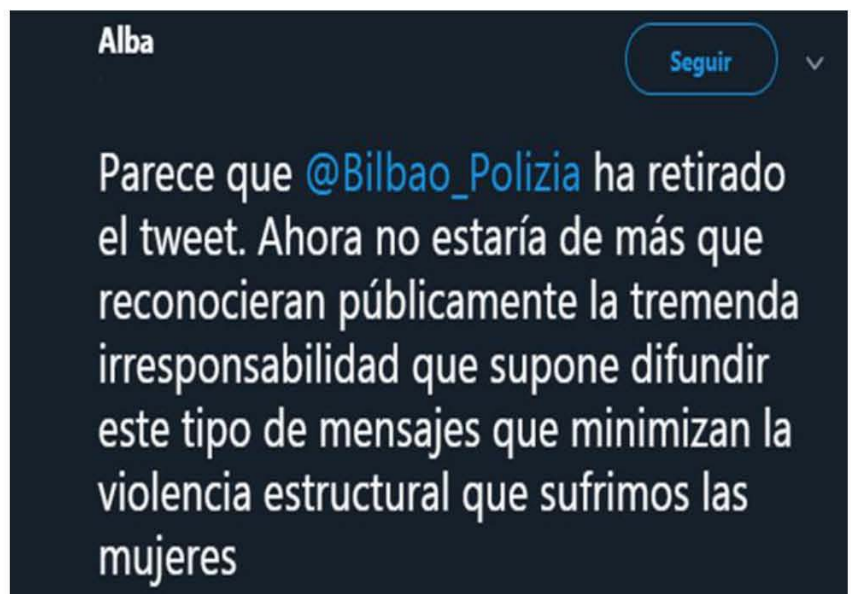 Alba
Seguir
Parece que @Bilbao_Polizia ha retirado
el tweet. Ahora no estaría de más que
reconocieran públicamente la tremenda
irresponsabilidad que supone difundir
este tipo de mensajes que minimizan la
violencia estructural que sufrimos las
mujeres